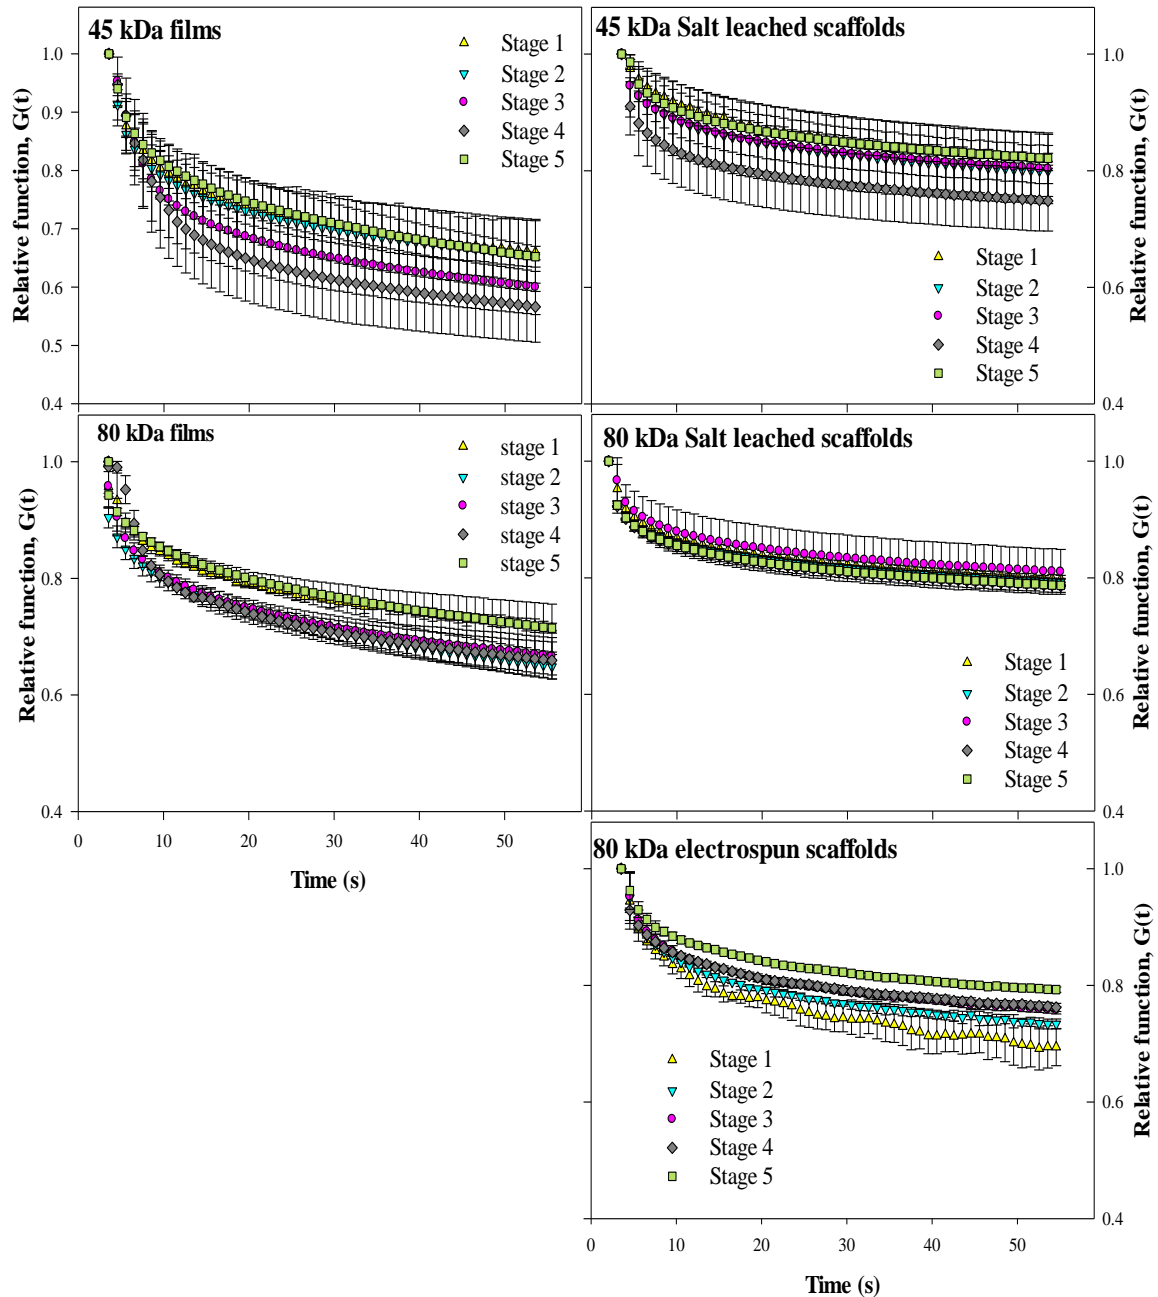 45 kDa films
Stage 1
Stage 2
Stage 3
Stage 4
Stage 5
1.0
0.9
0.8
0.7
0.6
0.5
0.4
Relative function, G(t)
45 kDa Salt leached scaffolds
Stage 1
Stage 2
Stage 3
Stage 4
Stage 5
1.0
0.8
0.6
0.4
Relative function, G(t)
80 kDa films
stage 1
stage 2
stage 3
stage 4
stage 5
1.0
0.8
0.6
0.4
Relative function, G(t)
0 10 20 30 40 50
Time (s)
80 kDa Salt leached scaffolds
Stage 1
Stage 2
Stage 3
Stage 4
Stage 5
1.0
0.8
0.6
0.4
Relative function, G(t)
80 kDa electrospun scaffolds
Stage 1
Stage 2
Stage 3
Stage 4
Stage 5
1.0
0.8
0.6
0.4
Relative function, G(t)
0 10 20 30 40 50
Time (s)